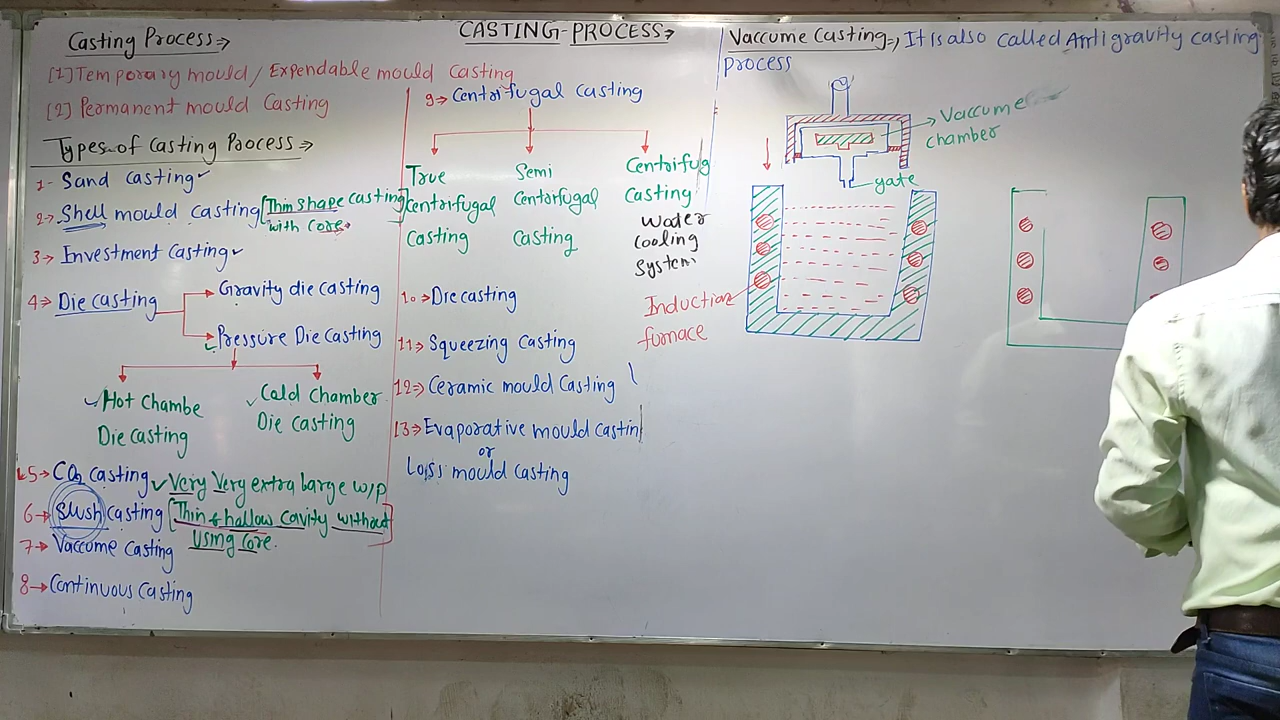 CASTING-PROCESS→
Casting Process→
[1] Temporary mould / Expendable mould Casting
[2] Permanent mould Casting
Types of Casting Process→
1- Sand casting✓
2→ Shell mould casting [Thin shape casting]
with core→
3→ Investment Casting✓
4→ Die casting
Gravity die casting
Pressure Die casting
✓Hot Chambe
Die casting
✓Cold Chamber
Die casting
5→ CO₂ casting ✓ Very Very extra large w/p
6→ Slush casting [Thin & hallow cavity without]
using core.
7→ Vaccume Casting
8→ Continuous Casting
9→ Centrifugal Casting
True
Centrifugal
Casting
Semi
Centrifugal
Casting
Centrifug
Casting
Water
Cooling
System
10→ Die casting
11→ Squeezing casting
12→ Ceramic mould Casting
13→ Evaporative mould Castin
or
Loss mould casting
Vaccume Casting→ It is also called Antigravity casting
process
Vaccume
chamber
gate
Induction
furnace